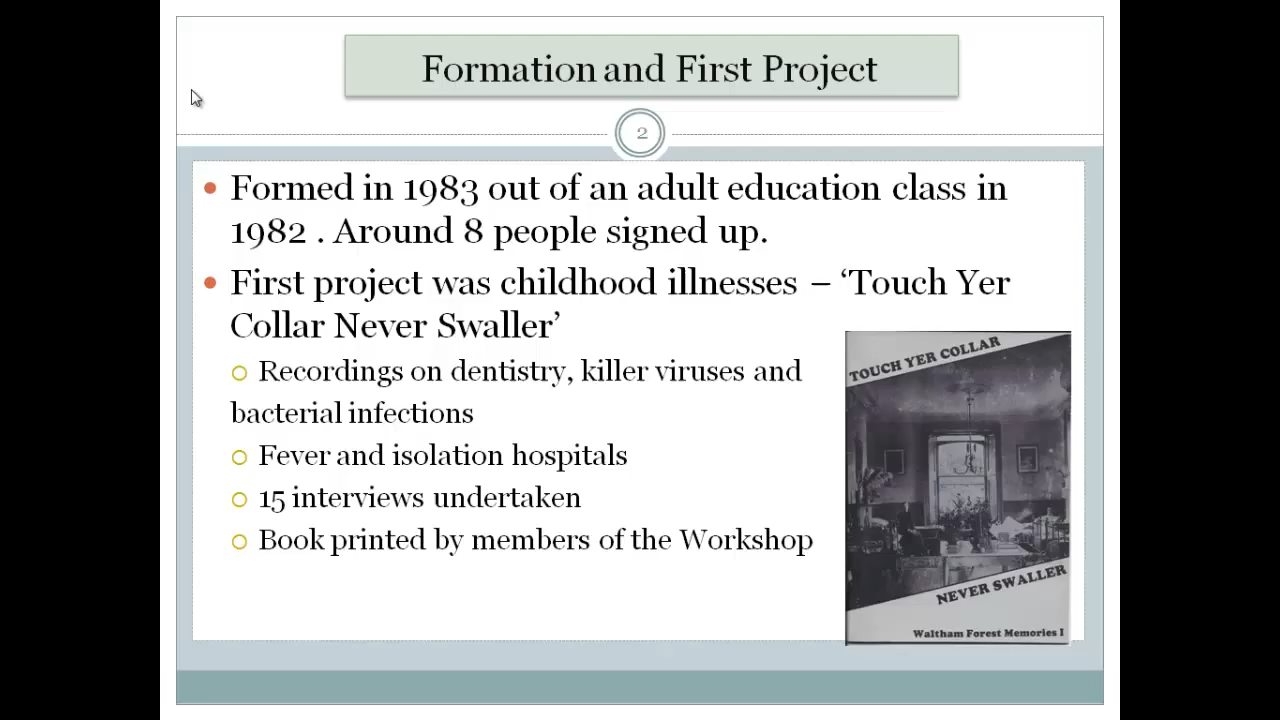 Formation and First Project
2
• Formed in 1983 out of an adult education class in
1982 . Around 8 people signed up.
• First project was childhood illnesses – ‘Touch Yer
Collar Never Swaller’
Recordings on dentistry, killer viruses and
bacterial infections
Fever and isolation hospitals
15 interviews undertaken
Book printed by members of the Workshop
TOUCH YER COLLAR
NEVER SWALLER
Waltham Forest Memories I